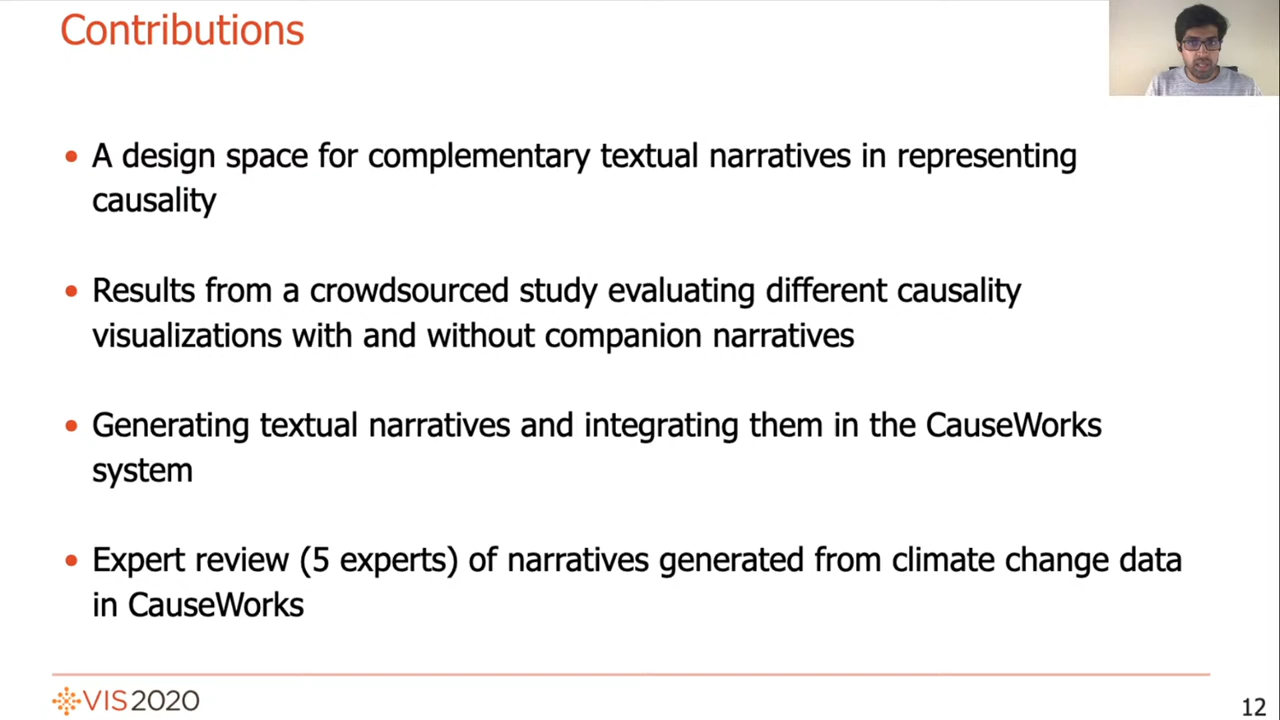 Contributions
• A design space for complementary textual narratives in representing
causality
• Results from a crowdsourced study evaluating different causality
visualizations with and without companion narratives
• Generating textual narratives and integrating them in the CauseWorks
system
• Expert review (5 experts) of narratives generated from climate change data
in CauseWorks
VIS2020
12